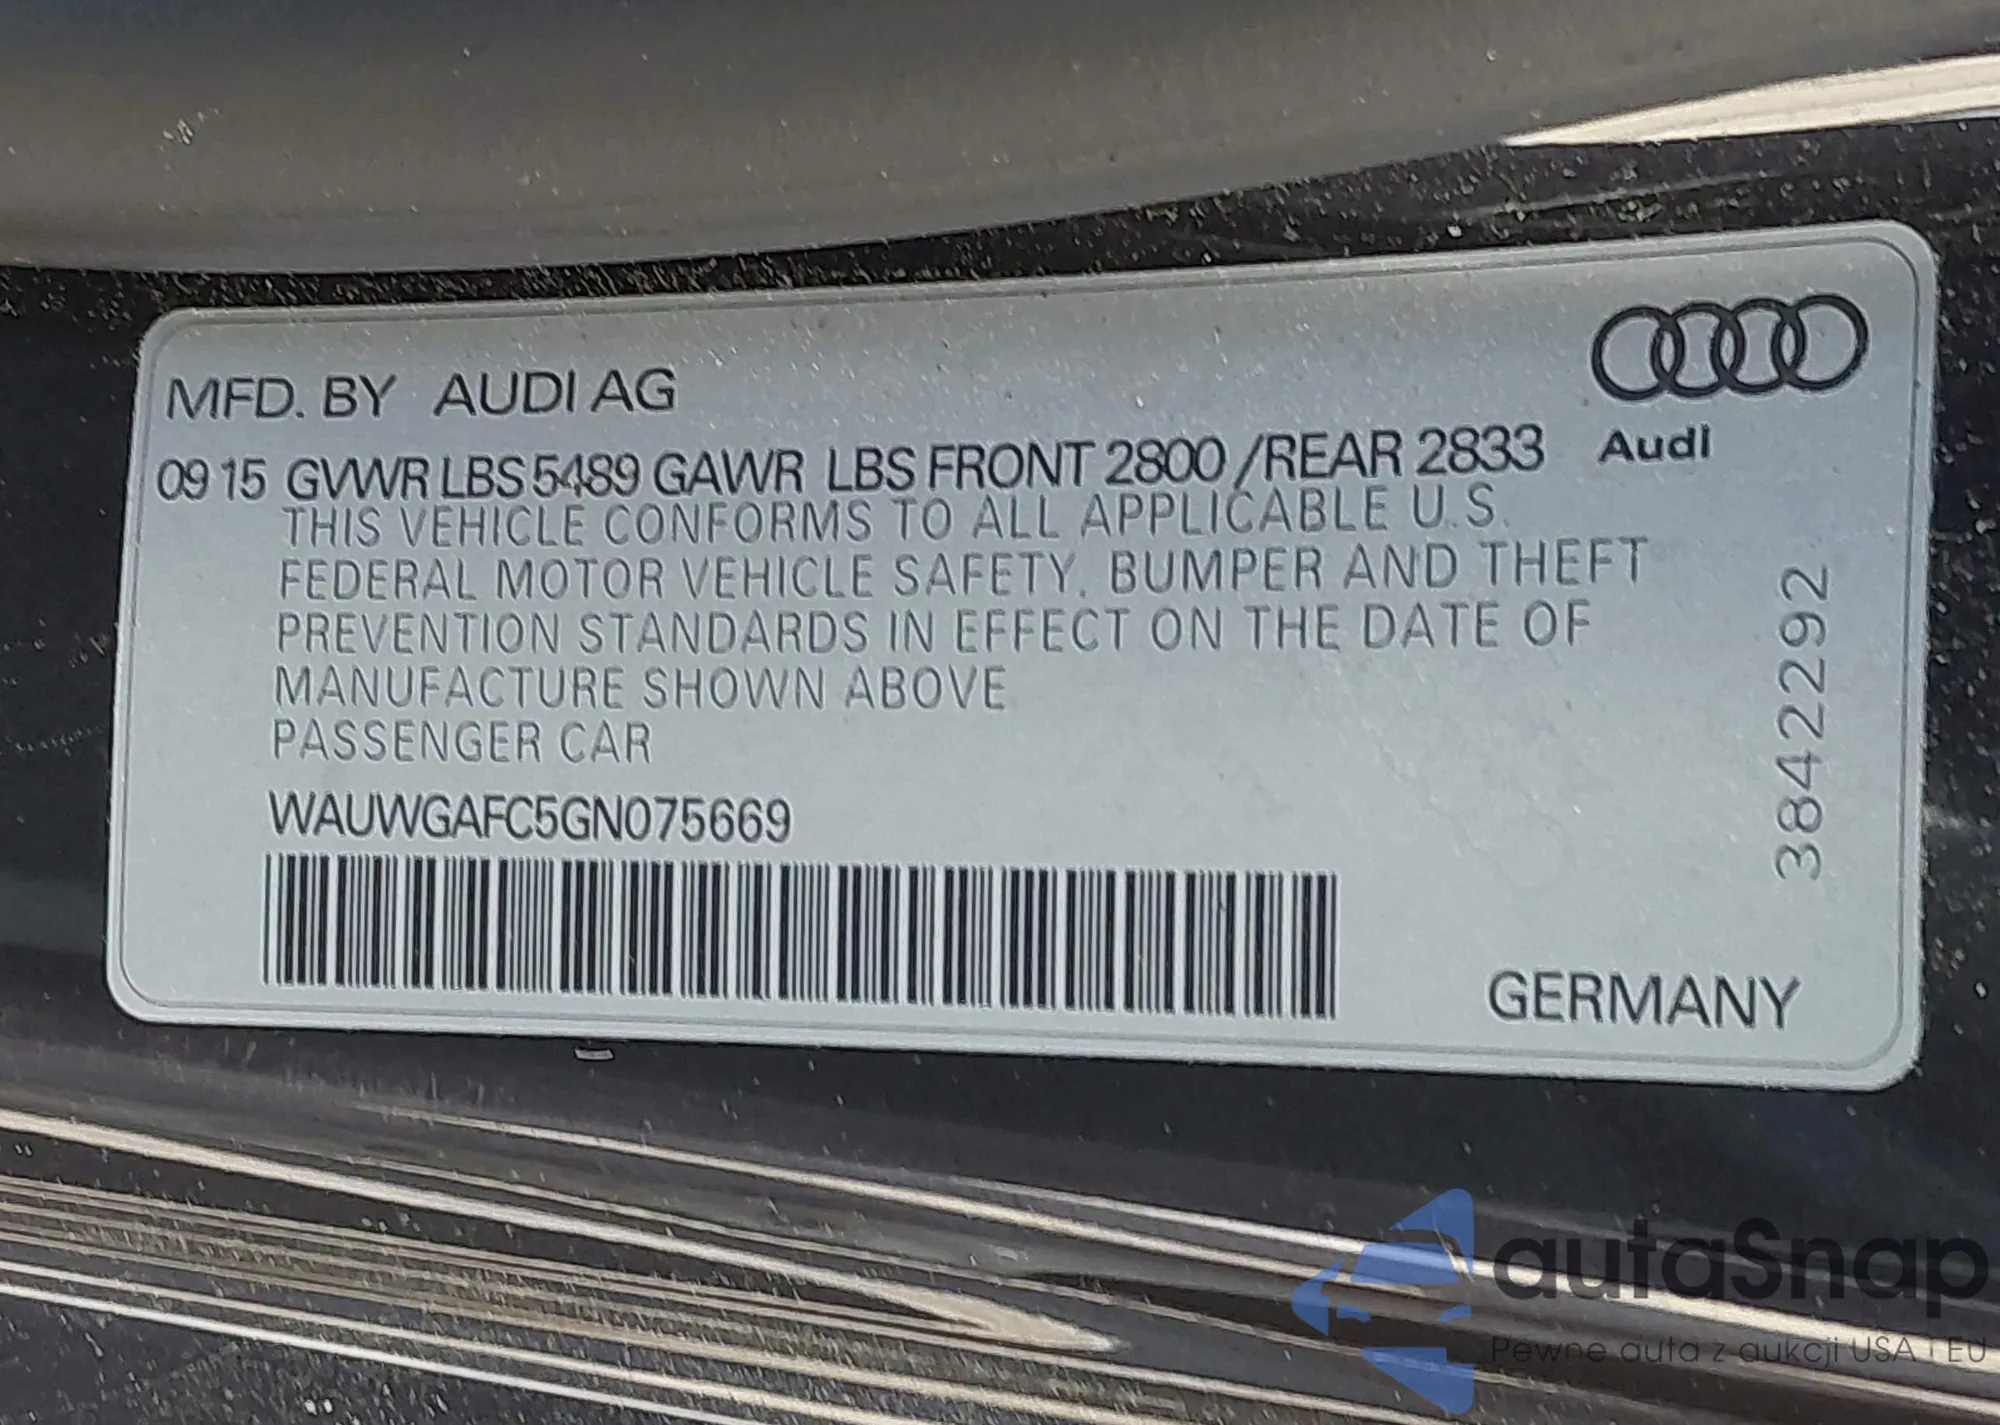 MFD. BY AUDI AG
Audi
09 15 GVWR LBS 5489 GAWR LBS FRONT 2800 /REAR 2833
THIS VEHICLE CONFORMS TO ALL APPLICABLE U.S.
FEDERAL MOTOR VEHICLE SAFETY, BUMPER AND THEFT
PREVENTION STANDARDS IN EFFECT ON THE DATE OF
MANUFACTURE SHOWN ABOVE
PASSENGER CAR
WAUWGAFC5GN075669
3842292
GERMANY
autaSnap
Pewne auta z aukcji USA i EU